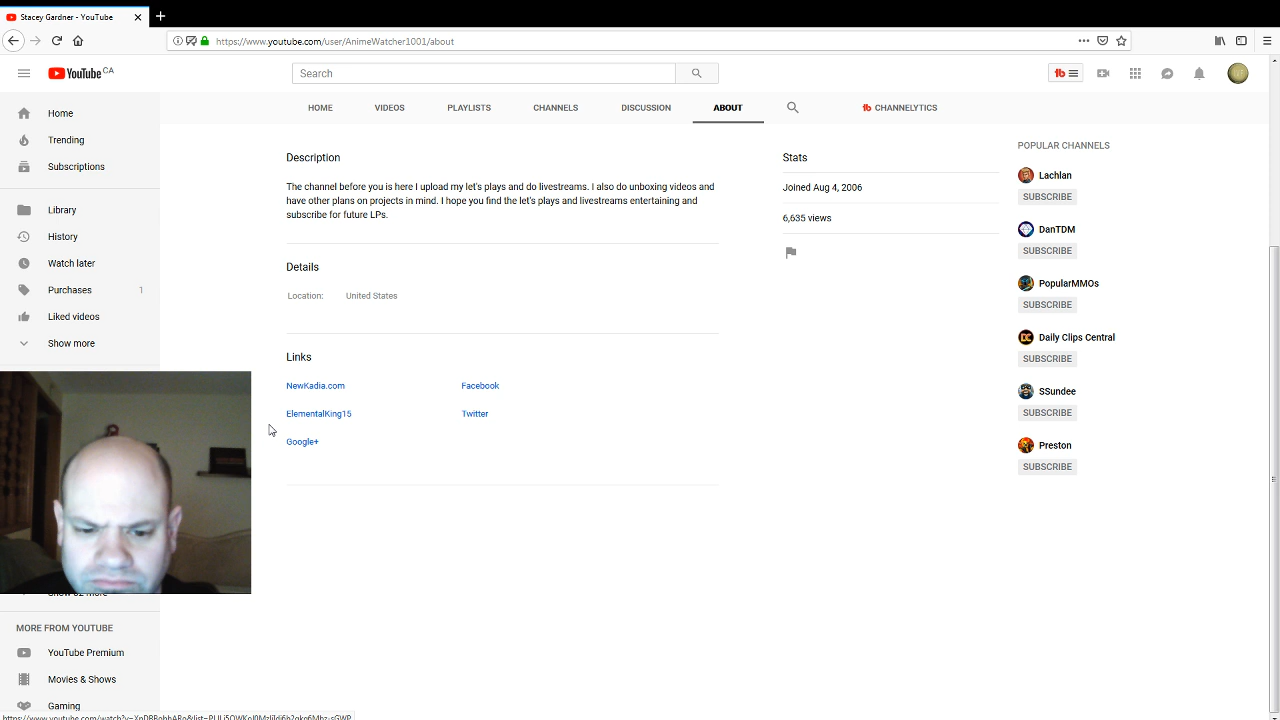 Stacey Gardner - YouTube
https://www.youtube.com/user/AnimeWatcher1001/about
YouTube CA
Search
HOME VIDEOS PLAYLISTS CHANNELS DISCUSSION ABOUT CHANNELYTICS
Home
Trending
Subscriptions
Library
History
Watch later
Purchases 1
Liked videos
Show more
MORE FROM YOUTUBE
YouTube Premium
Movies & Shows
Gaming
Description
The channel before you is here I upload my let's plays and do livestreams. I also do unboxing videos and
have other plans on projects in mind. I hope you find the let's plays and livestreams entertaining and
subscribe for future LPs.
Details
Location: United States
Links
NewKadia.com Facebook
ElementalKing15 Twitter
Google+
Stats
Joined Aug 4, 2006
6,635 views
POPULAR CHANNELS
Lachlan
SUBSCRIBE
DanTDM
SUBSCRIBE
PopularMMOs
SUBSCRIBE
Daily Clips Central
SUBSCRIBE
SSundee
SUBSCRIBE
Preston
SUBSCRIBE